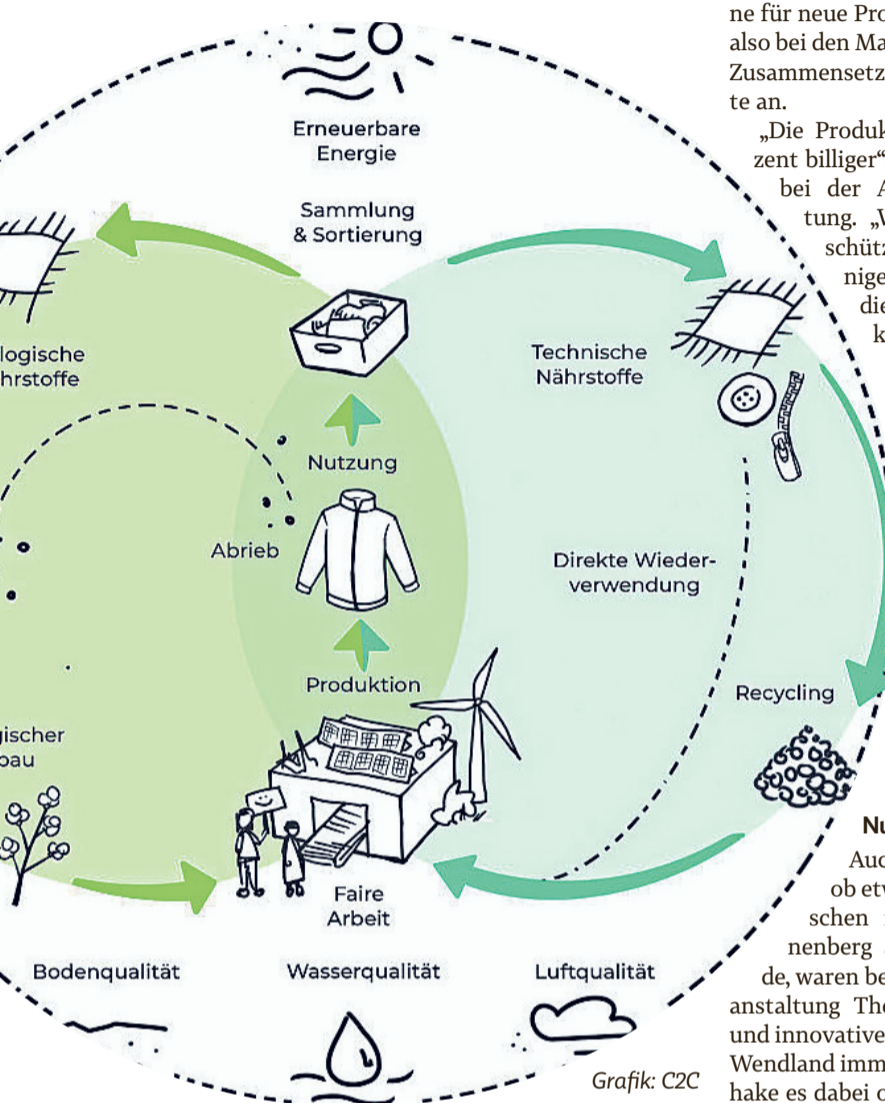 Erneuerbare
Energie
Sammlung
& Sortierung
logische
hrstoffe
Technische
Nährstoffe
Nutzung
Abrieb
Direkte Wieder-
verwendung
Produktion
Recycling
gischer
bau
Faire
Arbeit
Bodenqualität
Wasserqualität
Luftqualität
Grafik: C2C
ne für neue Pro
also bei den Ma
Zusammensetz
te an.
„Die Produk
zent billiger“
bei der A
tung. „W
schütz
nige
die
k
Nu
Auc
ob etw
schen
nenberg
de, waren be
anstaltung The
und innovative
Wendland imm
hake es dabei o